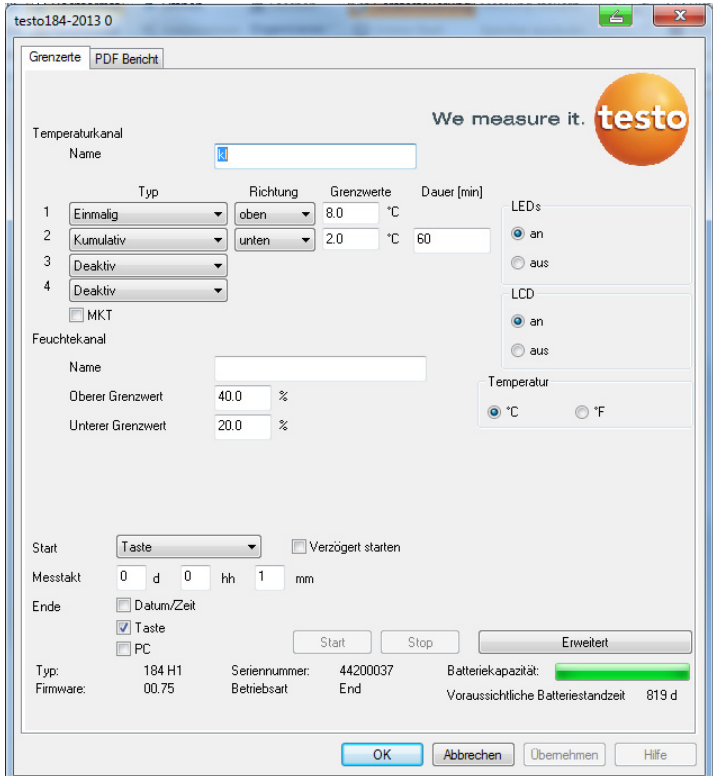 testo184-2013 0
Grenzerte PDF Bericht
We measure it. testo
Temperaturkanal
Name k
Typ Richtung Grenzwerte Dauer [min]
1 Einmalig oben 8.0 °C
2 Kumulativ unten 2.0 °C 60
3 Deaktiv
4 Deaktiv
MKT
LEDs
an
aus
LCD
an
aus
Feuchtekanal
Name
Oberer Grenzwert 40.0 %
Unterer Grenzwert 20.0 %
Temperatur
°C °F
Start Taste Verzögert starten
Messtakt 0 d 0 hh 1 mm
Ende Datum/Zeit
Taste
PC Start Stop Erweitert
Typ: 184 H1 Seriennummer: 44200037 Batteriekapazität:
Firmware: 00.75 Betriebsart End Voraussichtliche Batteriestandzeit 819 d
OK Abbrechen Übernehmen Hilfe